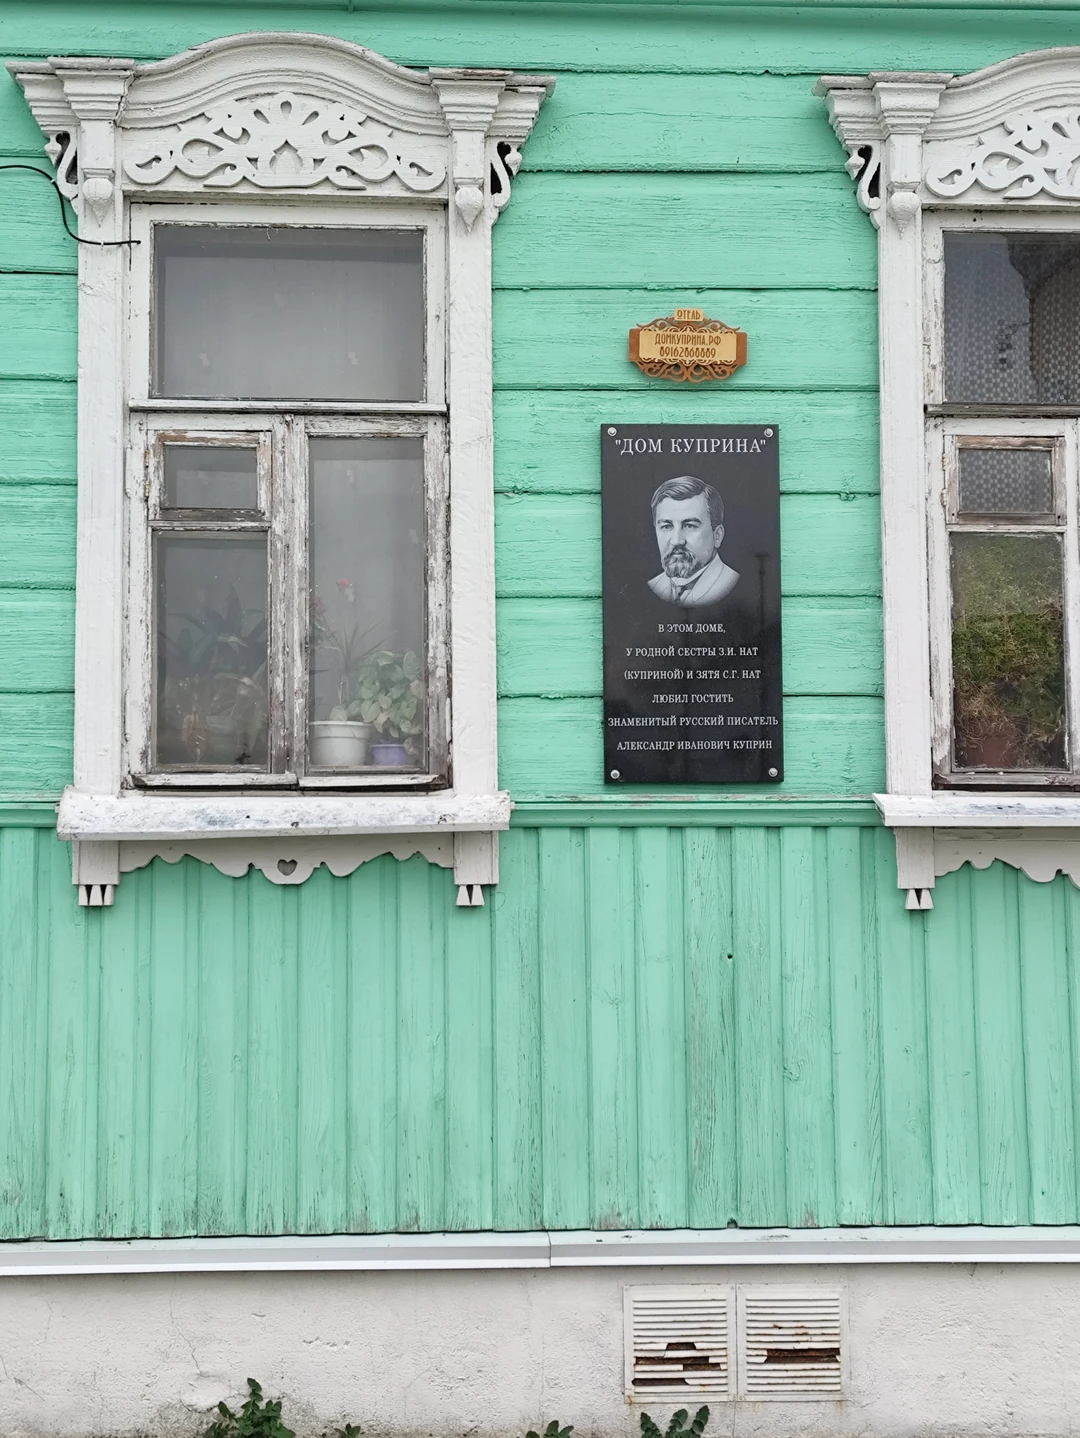 ОТЕЛЬ
ДОМКУПРИНА.РФ
89162868889
"ДОМ КУПРИНА"
В ЭТОМ ДОМЕ,
У РОДНОЙ СЕСТРЫ З.И. НАТ
(КУПРИНОЙ) И ЗЯТЯ С.Г. НАТ
ЛЮБИЛ ГОСТИТЬ
ЗНАМЕНИТЫЙ РУССКИЙ ПИСАТЕЛЬ
АЛЕКСАНДР ИВАНОВИЧ КУПРИН